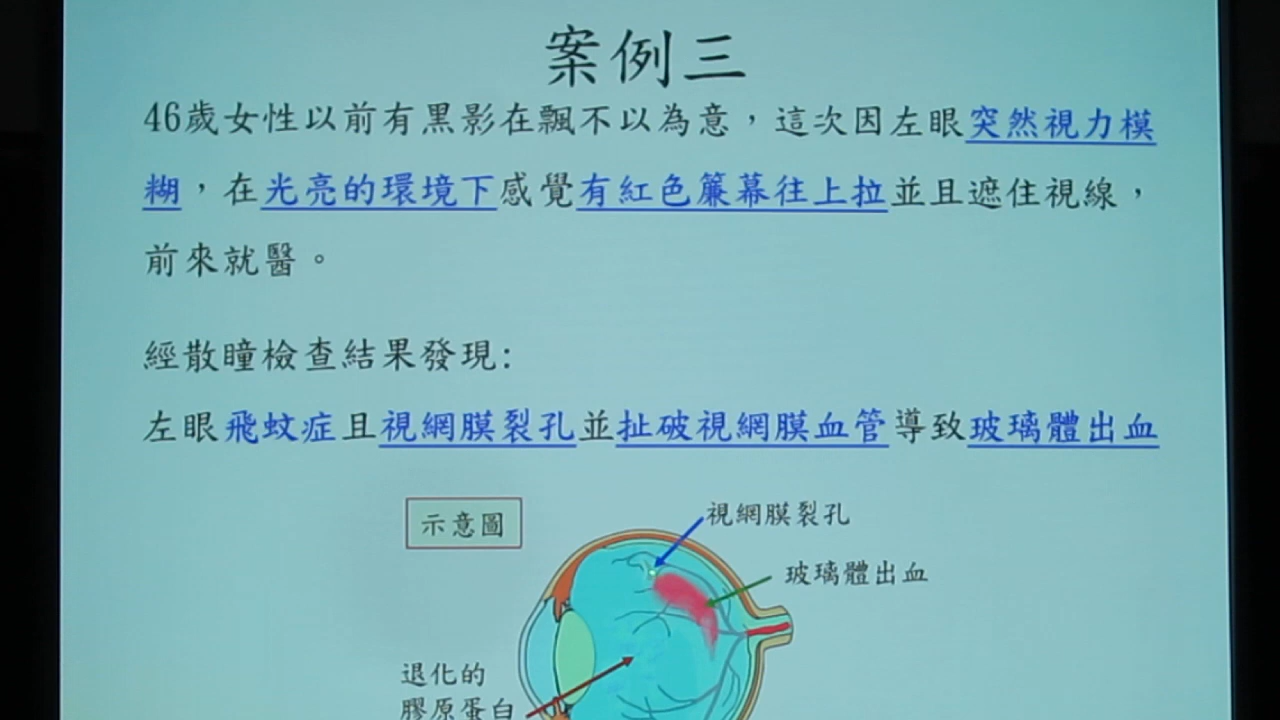 案例三
46歲女性以前有黑影在飄不以為意，這次因左眼突然視力模
糊，在光亮的環境下感覺有紅色簾幕往上拉並且遮住視線，
前來就醫。
經散瞳檢查結果發現:
左眼飛蚊症且視網膜裂孔並扯破視網膜血管導致玻璃體出血
示意圖
視網膜裂孔
玻璃體出血
退化的
膠原蛋白